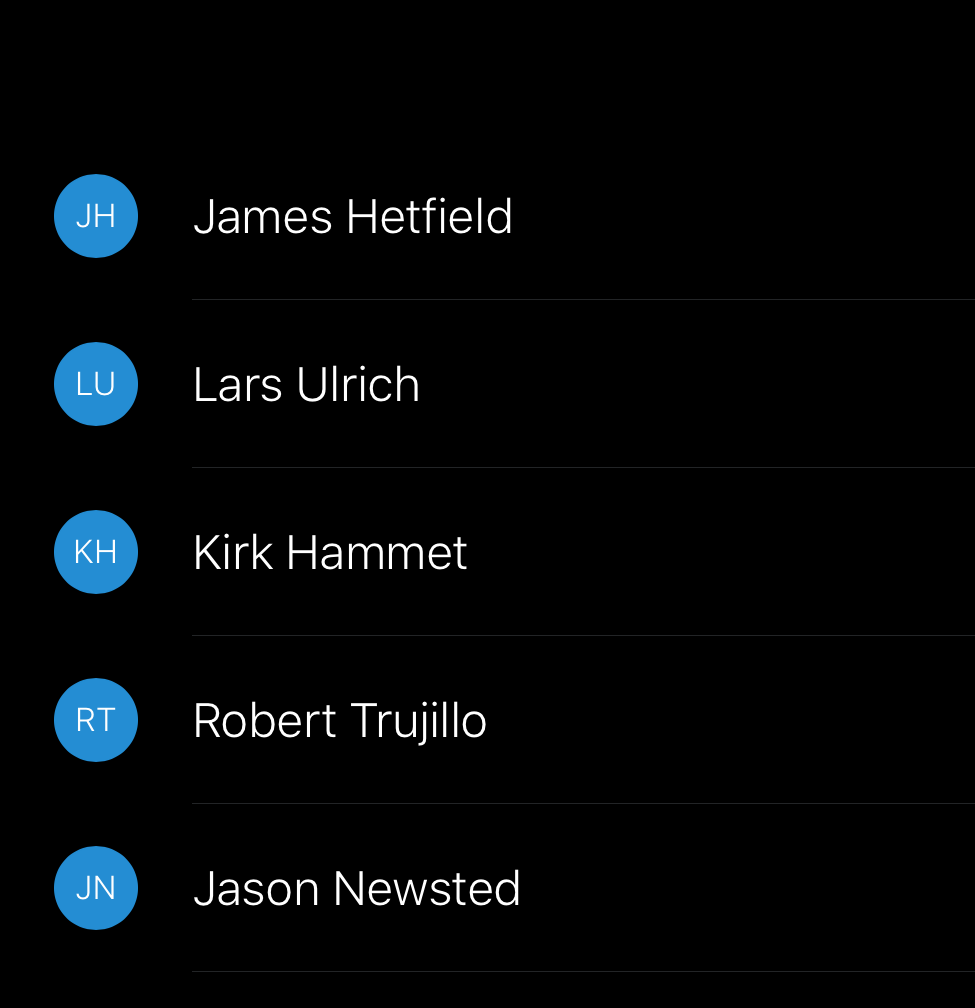 JH James Hetfield
LU Lars Ulrich
KH Kirk Hammet
RT Robert Trujillo
JN Jason Newsted